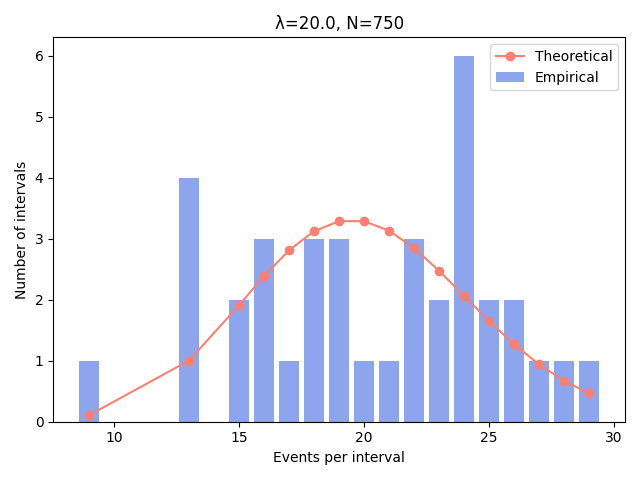 λ=20.0, N=750
Theoretical
Empirical
Number of intervals
6
5
4
3
2
1
0
10
15
20
25
30
Events per interval